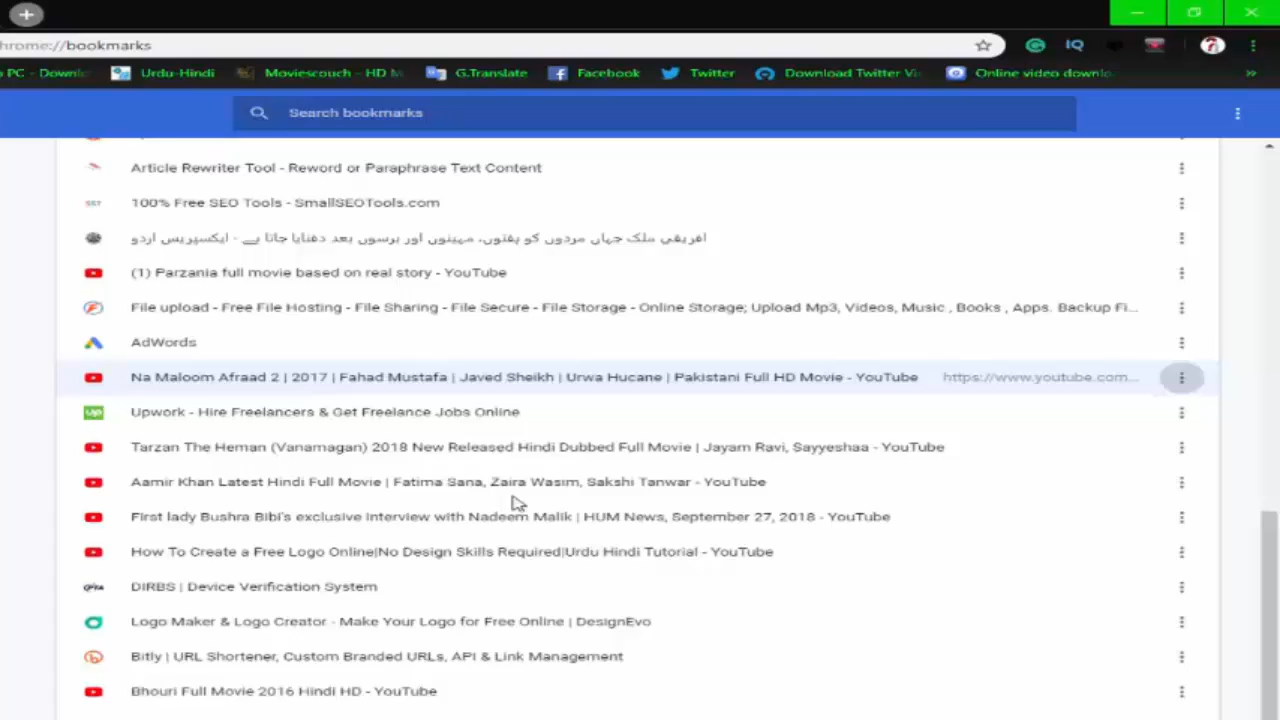 hrome://bookmarks
IQ
PC - Downl
Urdu-Hindi
Moviescouch - HD M
G.Translate
Facebook
Twitter
Download Twitter Vi
Online video downlo
»
Search bookmarks
Article Rewriter Tool - Reword or Paraphrase Text Content
100% Free SEO Tools - SmallSEOTools.com
افریقی ملک جہاں مردوں کو ہفتوں، مہینوں اور برسوں بعد دفنایا جاتا ہے - ایکسپریس اردو
(1) Parzania full movie based on real story - YouTube
File upload - Free File Hosting - File Sharing - File Secure - File Storage - Online Storage; Upload Mp3, Videos, Music , Books , Apps. Backup Fi...
AdWords
Na Maloom Afraad 2 | 2017 | Fahad Mustafa | Javed Sheikh | Urwa Hucane | Pakistani Full HD Movie - YouTube https://www.youtube.com...
up Upwork - Hire Freelancers & Get Freelance Jobs Online
Tarzan The Heman (Vanamagan) 2018 New Released Hindi Dubbed Full Movie | Jayam Ravi, Sayyeshaa - YouTube
Aamir Khan Latest Hindi Full Movie | Fatima Sana, Zaira Wasim, Sakshi Tanwar - YouTube
First lady Bushra Bibi's exclusive interview with Nadeem Malik | HUM News, September 27, 2018 - YouTube
How To Create a Free Logo Online|No Design Skills Required|Urdu Hindi Tutorial - YouTube
DIRBS | Device Verification System
Logo Maker & Logo Creator - Make Your Logo for Free Online | DesignEvo
Bitly | URL Shortener, Custom Branded URLs, API & Link Management
Bhouri Full Movie 2016 Hindi HD - YouTube